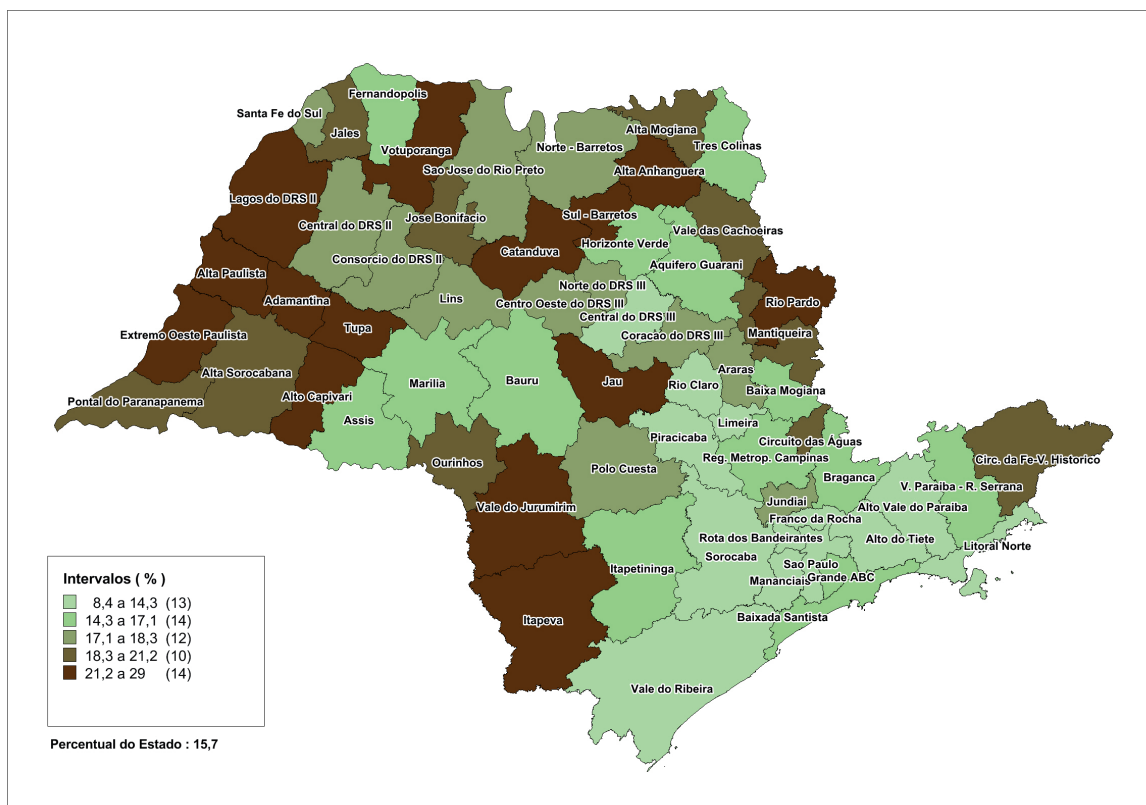 Fernandopolis
Santa Fe do Sul
Jales
Votuporanga
Sao Jose do Rio Preto
Norte - Barretos
Alta Mogiana
Tres Colinas
Alta Anhanguera
Lagos do DRS II
Central do DRS II
Jose Bonifacio
Sul - Barretos
Vale das Cachoeiras
Horizonte Verde
Catanduva
Consorcio do DRS II
Aquifero Guarani
Alta Paulista
Adamantina
Lins
Norte do DRS III
Centro Oeste do DRS III
Central do DRS III
Rio Pardo
Extremo Oeste Paulista
Tupa
Coracao do DRS III
Mantiqueira
Alta Sorocabana
Araras
Marilia
Bauru
Jau
Rio Claro
Baixa Mogiana
Pontal do Paranapanema
Alto Capivari
Assis
Limeira
Piracicaba
Circuito das Águas
Reg. Metrop. Campinas
Circ. da Fe-V. Historico
Ourinhos
Polo Cuesta
Braganca
V. Paraiba - R. Serrana
Jundiai
Vale do Jurumirim
Alto Vale do Paraiba
Franco da Rocha
Rota dos Bandeirantes
Alto do Tiete
Litoral Norte
Sorocaba
Sao Paulo
Itapetininga
Mananciais
Grande ABC
Baixada Santista
Itapeva
Vale do Ribeira
Intervalos ( % )
8,4 a 14,3 (13)
14,3 a 17,1 (14)
17,1 a 18,3 (12)
18,3 a 21,2 (10)
21,2 a 29 (14)
Percentual do Estado : 15,7